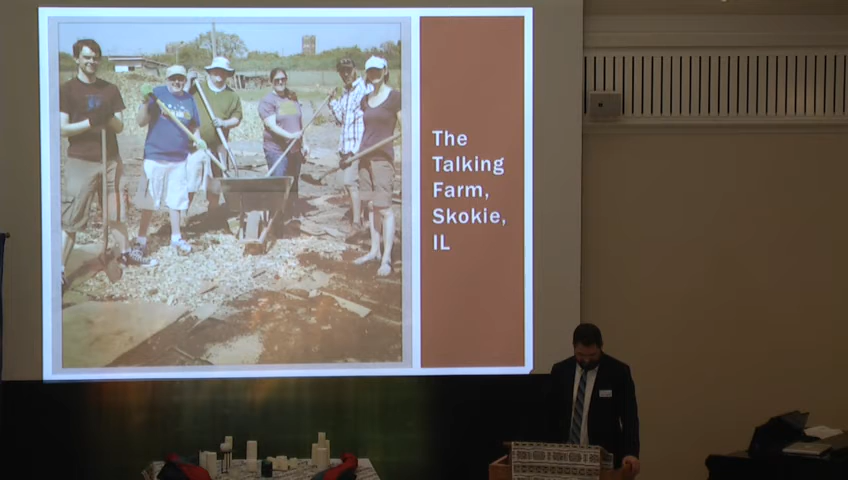 The
Talking
Farm,
Skokie,
IL